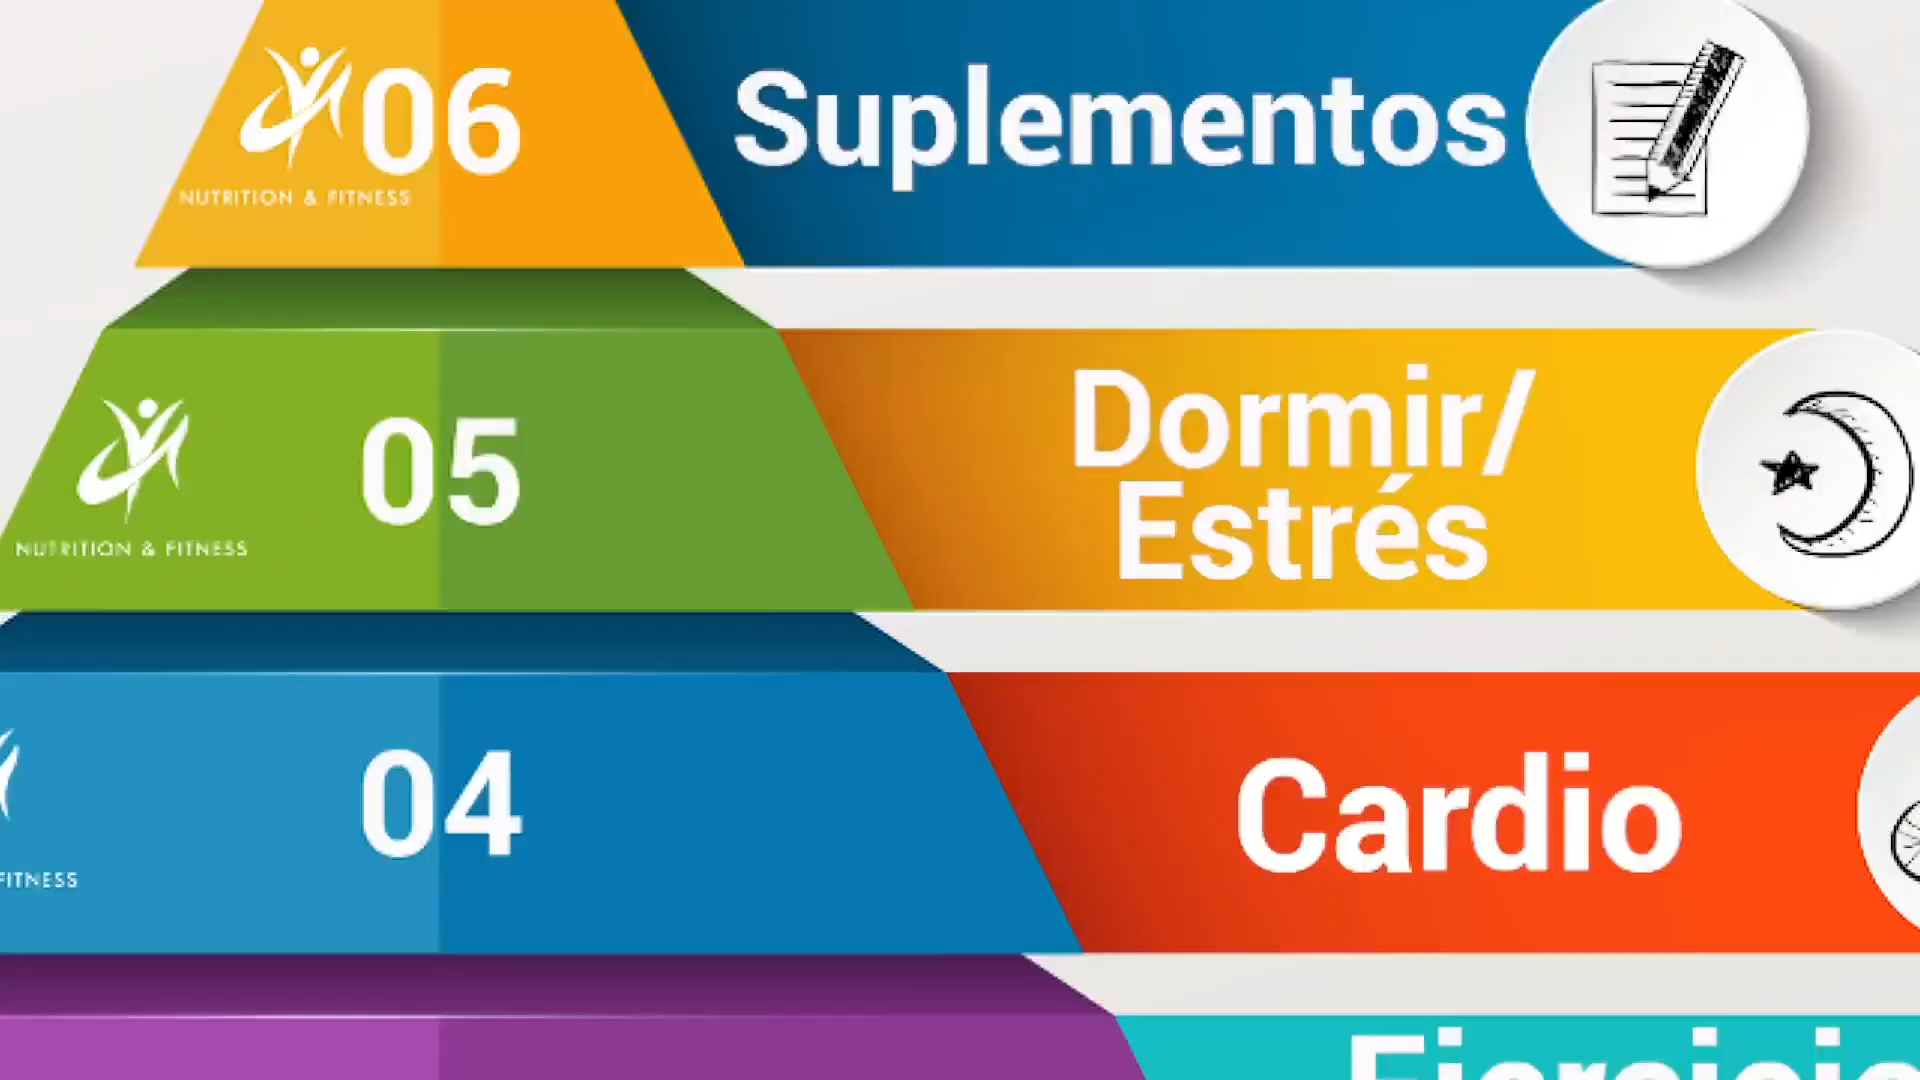 06
NUTRITION & FITNESS
Suplementos
05
NUTRITION & FITNESS
Dormir/
Estrés
04
FITNESS
Cardio